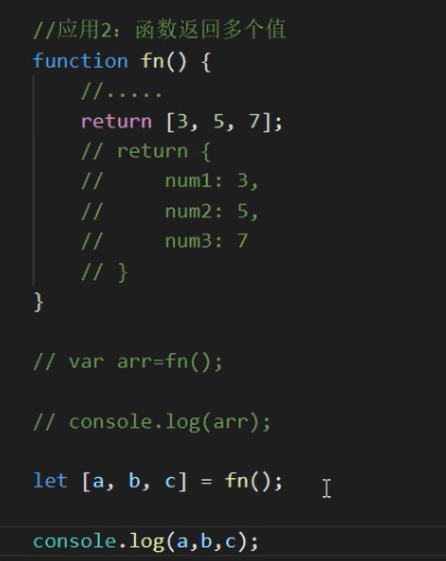 //应用2：函数返回多个值
function fn() {
    //.....
    return [3, 5, 7];
    // return {
    //     num1: 3,
    //     num2: 5,
    //     num3: 7
    // }
}
// var arr=fn();
// console.log(arr);
let [a, b, c] = fn();
console.log(a,b,c);